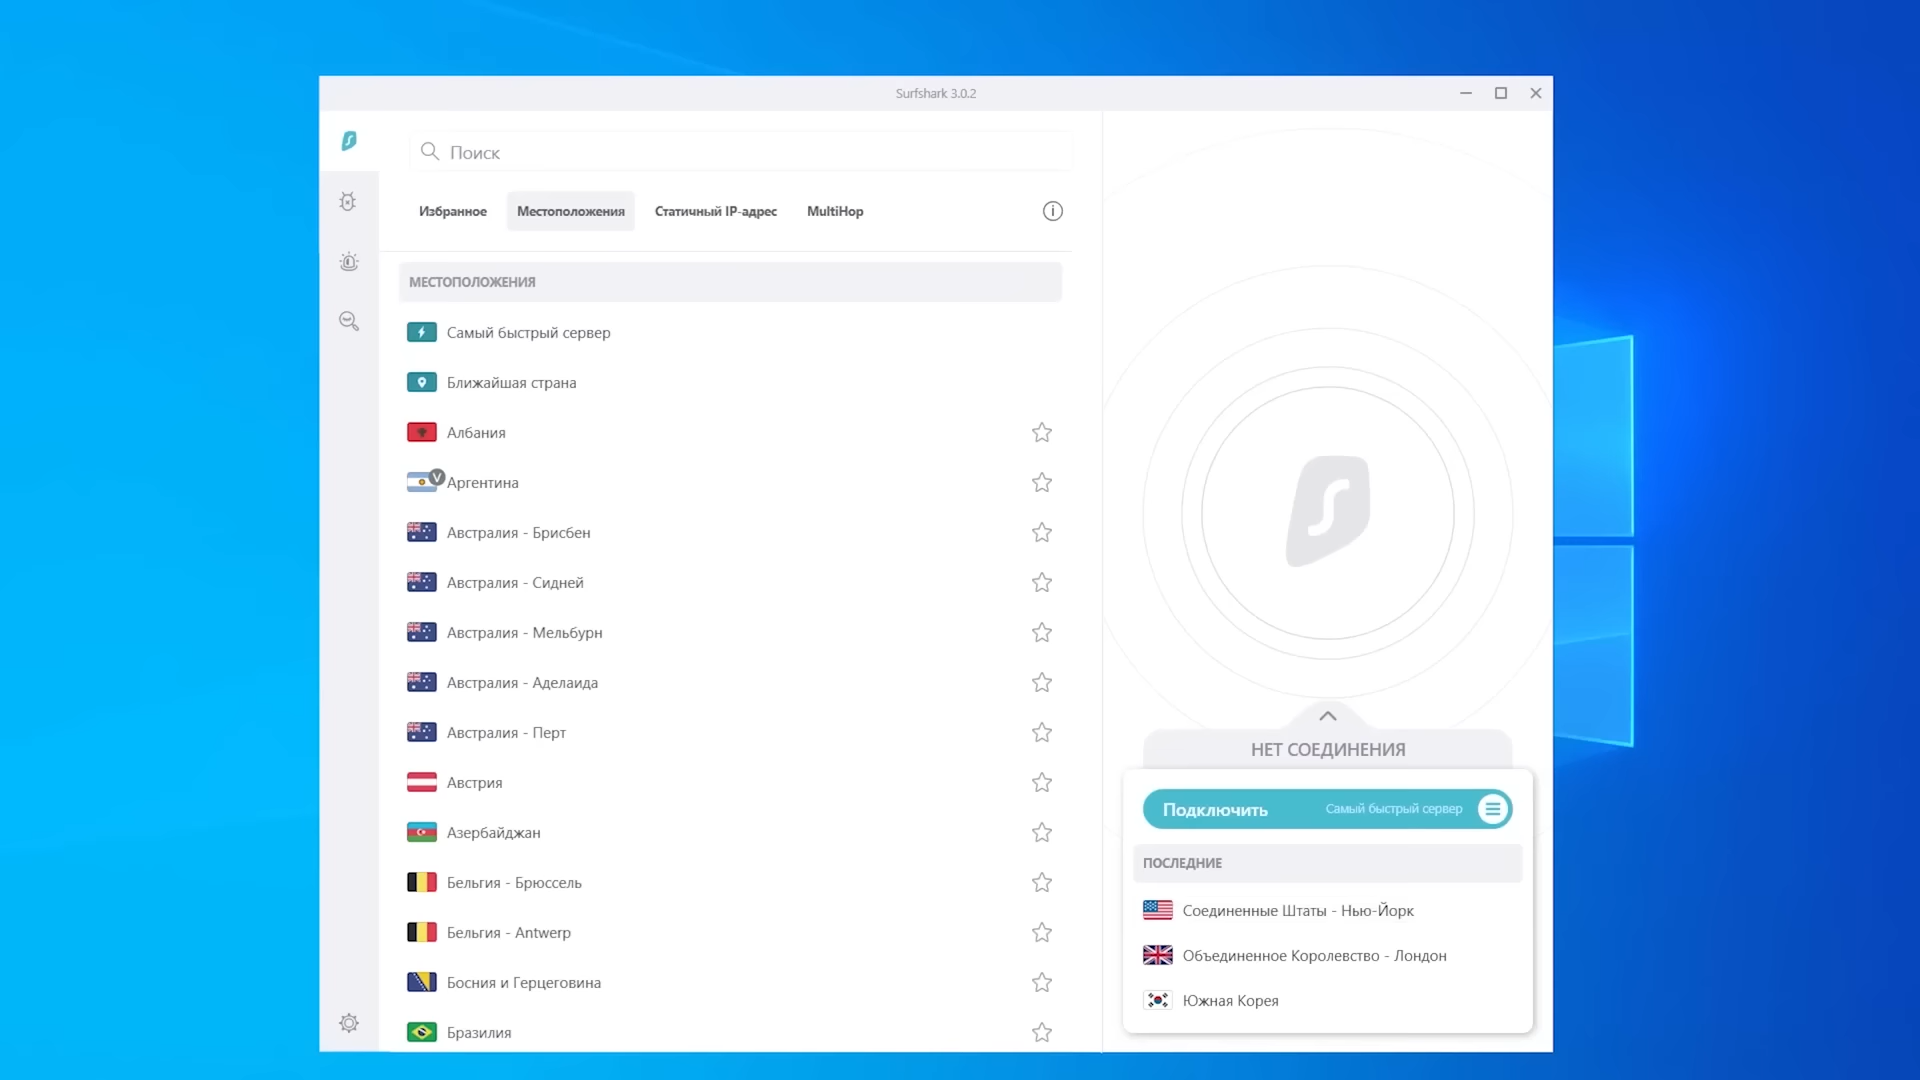 Surfshark 3.0.2
Поиск
Избранное Местоположения Статичный IP-адрес MultiHop
МЕСТОПОЛОЖЕНИЯ
Самый быстрый сервер
Ближайшая страна
Албания
V Аргентина
Австралия - Брисбен
Австралия - Сидней
Австралия - Мельбурн
Австралия - Аделаида
Австралия - Перт
Австрия
Азербайджан
Бельгия - Брюссель
Бельгия - Antwerp
Босния и Герцеговина
Бразилия
НЕТ СОЕДИНЕНИЯ
Подключить Самый быстрый сервер
ПОСЛЕДНИЕ
Соединенные Штаты - Нью-Йорк
Объединенное Королевство - Лондон
Южная Корея